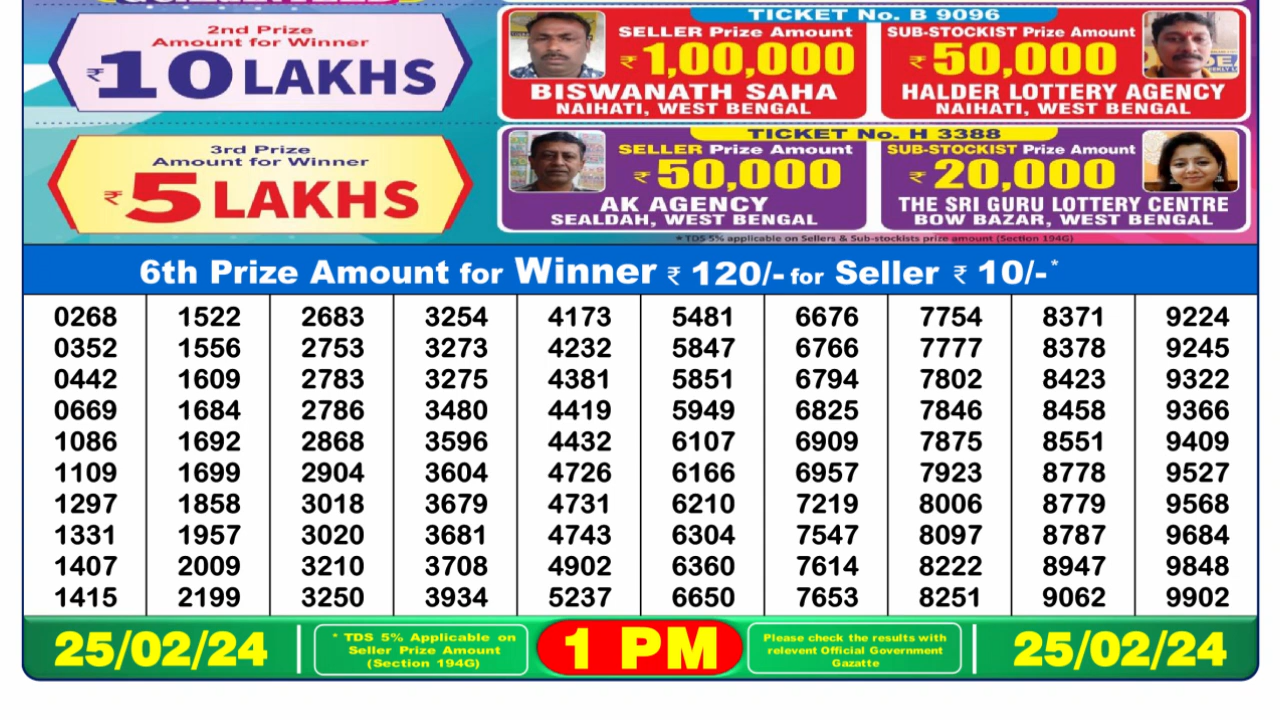 2nd Prize
Amount for Winner
₹10 LAKHS
TICKET No. B 9096
SELLER Prize Amount
₹1,00,000
BISWANATH SAHA
NAIHATI, WEST BENGAL
SUB-STOCKIST Prize Amount
₹50,000
HALDER LOTTERY AGENCY
NAIHATI, WEST BENGAL
3rd Prize
Amount for Winner
₹5 LAKHS
TICKET No. H 3388
SELLER Prize Amount
₹50,000
AK AGENCY
SEALDAH, WEST BENGAL
SUB-STOCKIST Prize Amount
₹20,000
THE SRI GURU LOTTERY CENTRE
BOW BAZAR, WEST BENGAL
* TDS 5% applicable on Sellers & Sub-stockists prize amount (Section 194G)
6th Prize Amount for Winner ₹ 120/- for Seller ₹ 10/-*
0268 1522 2683 3254 4173 5481 6676 7754 8371 9224
0352 1556 2753 3273 4232 5847 6766 7777 8378 9245
0442 1609 2783 3275 4381 5851 6794 7802 8423 9322
0669 1684 2786 3480 4419 5949 6825 7846 8458 9366
1086 1692 2868 3596 4432 6107 6909 7875 8551 9409
1109 1699 2904 3604 4726 6166 6957 7923 8778 9527
1297 1858 3018 3679 4731 6210 7219 8006 8779 9568
1331 1957 3020 3681 4743 6304 7547 8097 8787 9684
1407 2009 3210 3708 4902 6360 7614 8222 8947 9848
1415 2199 3250 3934 5237 6650 7653 8251 9062 9902
25/02/24
* TDS 5% Applicable on
Seller Prize Amount
(Section 194G)
1 PM
Please check the results with
relevent Official Government
Gazatte
25/02/24